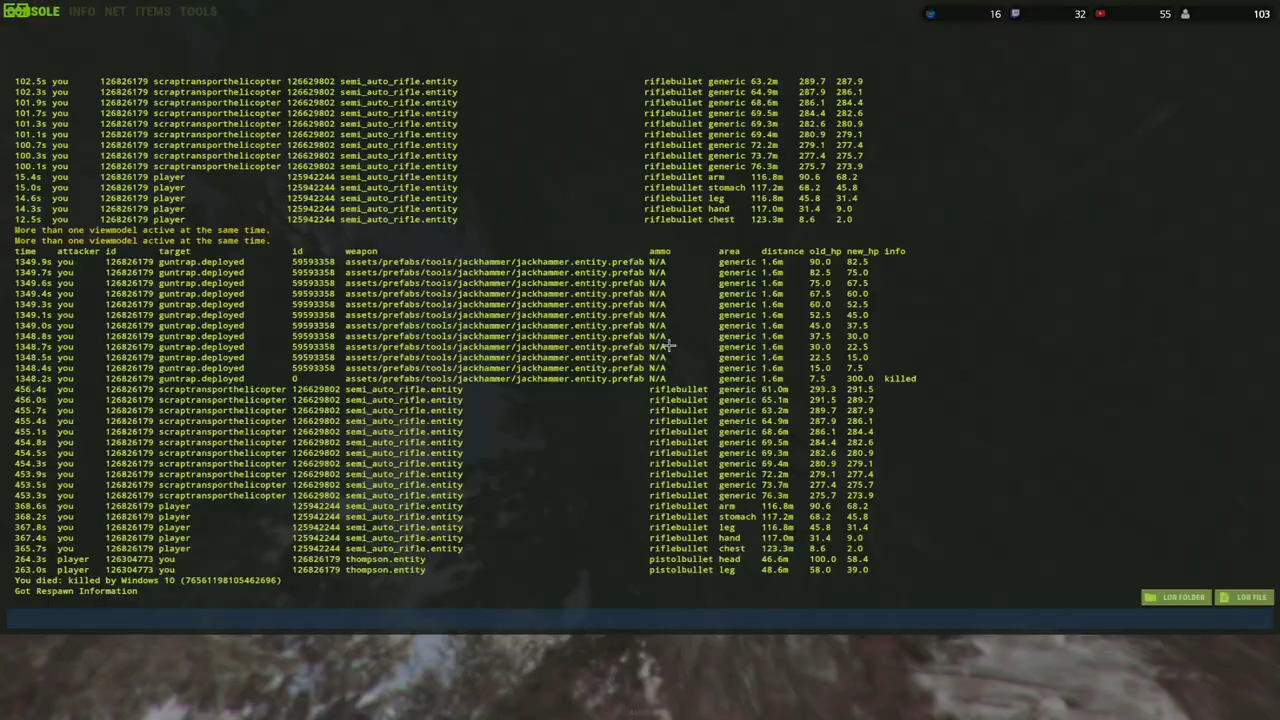 CONSOLE INFO NET ITEMS TOOLS
16 32 55 103
102.5s you 126826179 scraptransporthelicopter 126629802 semi_auto_rifle.entity riflebullet generic 63.2m 289.7 287.9
102.3s you 126826179 scraptransporthelicopter 126629802 semi_auto_rifle.entity riflebullet generic 64.9m 287.9 286.1
101.9s you 126826179 scraptransporthelicopter 126629802 semi_auto_rifle.entity riflebullet generic 68.6m 286.1 284.4
101.7s you 126826179 scraptransporthelicopter 126629802 semi_auto_rifle.entity riflebullet generic 69.5m 284.4 282.6
101.3s you 126826179 scraptransporthelicopter 126629802 semi_auto_rifle.entity riflebullet generic 69.3m 282.6 280.9
101.1s you 126826179 scraptransporthelicopter 126629802 semi_auto_rifle.entity riflebullet generic 69.4m 280.9 279.1
100.7s you 126826179 scraptransporthelicopter 126629802 semi_auto_rifle.entity riflebullet generic 72.2m 279.1 277.4
100.3s you 126826179 scraptransporthelicopter 126629802 semi_auto_rifle.entity riflebullet generic 73.7m 277.4 275.7
100.1s you 126826179 scraptransporthelicopter 126629802 semi_auto_rifle.entity riflebullet generic 76.3m 275.7 273.9
15.4s you 126826179 player 125942244 semi_auto_rifle.entity riflebullet arm 116.8m 90.6 68.2
15.0s you 126826179 player 125942244 semi_auto_rifle.entity riflebullet stomach 117.2m 68.2 45.8
14.6s you 126826179 player 125942244 semi_auto_rifle.entity riflebullet leg 116.8m 45.8 31.4
14.3s you 126826179 player 125942244 semi_auto_rifle.entity riflebullet hand 117.0m 31.4 9.0
12.5s you 126826179 player 125942244 semi_auto_rifle.entity riflebullet chest 123.3m 8.6 2.0
More than one viewmodel active at the same time.
More than one viewmodel active at the same time.
time attacker id target id weapon ammo area distance old_hp new_hp info
1349.9s you 126826179 guntrap.deployed 59593358 assets/prefabs/tools/jackhammer/jackhammer.entity.prefab N/A generic 1.6m 90.0 82.5
1349.7s you 126826179 guntrap.deployed 59593358 assets/prefabs/tools/jackhammer/jackhammer.entity.prefab N/A generic 1.6m 82.5 75.0
1349.6s you 126826179 guntrap.deployed 59593358 assets/prefabs/tools/jackhammer/jackhammer.entity.prefab N/A generic 1.6m 75.0 67.5
1349.4s you 126826179 guntrap.deployed 59593358 assets/prefabs/tools/jackhammer/jackhammer.entity.prefab N/A generic 1.6m 67.5 60.0
1349.3s you 126826179 guntrap.deployed 59593358 assets/prefabs/tools/jackhammer/jackhammer.entity.prefab N/A generic 1.6m 60.0 52.5
1349.1s you 126826179 guntrap.deployed 59593358 assets/prefabs/tools/jackhammer/jackhammer.entity.prefab N/A generic 1.6m 52.5 45.0
1349.0s you 126826179 guntrap.deployed 59593358 assets/prefabs/tools/jackhammer/jackhammer.entity.prefab N/A generic 1.6m 45.0 37.5
1348.8s you 126826179 guntrap.deployed 59593358 assets/prefabs/tools/jackhammer/jackhammer.entity.prefab N/A generic 1.6m 37.5 30.0
1348.7s you 126826179 guntrap.deployed 59593358 assets/prefabs/tools/jackhammer/jackhammer.entity.prefab N/A generic 1.6m 30.0 22.5
1348.5s you 126826179 guntrap.deployed 59593358 assets/prefabs/tools/jackhammer/jackhammer.entity.prefab N/A generic 1.6m 22.5 15.0
1348.4s you 126826179 guntrap.deployed 59593358 assets/prefabs/tools/jackhammer/jackhammer.entity.prefab N/A generic 1.6m 15.0 7.5
1348.2s you 126826179 guntrap.deployed 0 assets/prefabs/tools/jackhammer/jackhammer.entity.prefab N/A generic 1.6m 7.5 300.0 killed
456.4s you 126826179 scraptransporthelicopter 126629802 semi_auto_rifle.entity riflebullet generic 61.0m 293.3 291.5
456.0s you 126826179 scraptransporthelicopter 126629802 semi_auto_rifle.entity riflebullet generic 65.1m 291.5 289.7
455.7s you 126826179 scraptransporthelicopter 126629802 semi_auto_rifle.entity riflebullet generic 63.2m 289.7 287.9
455.4s you 126826179 scraptransporthelicopter 126629802 semi_auto_rifle.entity riflebullet generic 64.9m 287.9 286.1
455.1s you 126826179 scraptransporthelicopter 126629802 semi_auto_rifle.entity riflebullet generic 68.6m 286.1 284.4
454.8s you 126826179 scraptransporthelicopter 126629802 semi_auto_rifle.entity riflebullet generic 69.5m 284.4 282.6
454.5s you 126826179 scraptransporthelicopter 126629802 semi_auto_rifle.entity riflebullet generic 69.3m 282.6 280.9
454.3s you 126826179 scraptransporthelicopter 126629802 semi_auto_rifle.entity riflebullet generic 69.4m 280.9 279.1
453.9s you 126826179 scraptransporthelicopter 126629802 semi_auto_rifle.entity riflebullet generic 72.2m 279.1 277.4
453.5s you 126826179 scraptransporthelicopter 126629802 semi_auto_rifle.entity riflebullet generic 73.7m 277.4 275.7
453.3s you 126826179 scraptransporthelicopter 126629802 semi_auto_rifle.entity riflebullet generic 76.3m 275.7 273.9
368.6s you 126826179 player 125942244 semi_auto_rifle.entity riflebullet arm 116.8m 90.6 68.2
368.2s you 126826179 player 125942244 semi_auto_rifle.entity riflebullet stomach 117.2m 68.2 45.8
367.8s you 126826179 player 125942244 semi_auto_rifle.entity riflebullet leg 116.8m 45.8 31.4
367.4s you 126826179 player 125942244 semi_auto_rifle.entity riflebullet hand 117.0m 31.4 9.0
365.7s you 126826179 player 125942244 semi_auto_rifle.entity riflebullet chest 123.3m 8.6 2.0
264.3s player 126304773 you 126826179 thompson.entity pistolbullet head 46.6m 100.0 58.4
263.0s player 126304773 you 126826179 thompson.entity pistolbullet leg 48.6m 58.0 39.0
You died: killed by Windows 10 (76561198105462696)
Got Respawn Information
LOG FOLDER LOG FILE